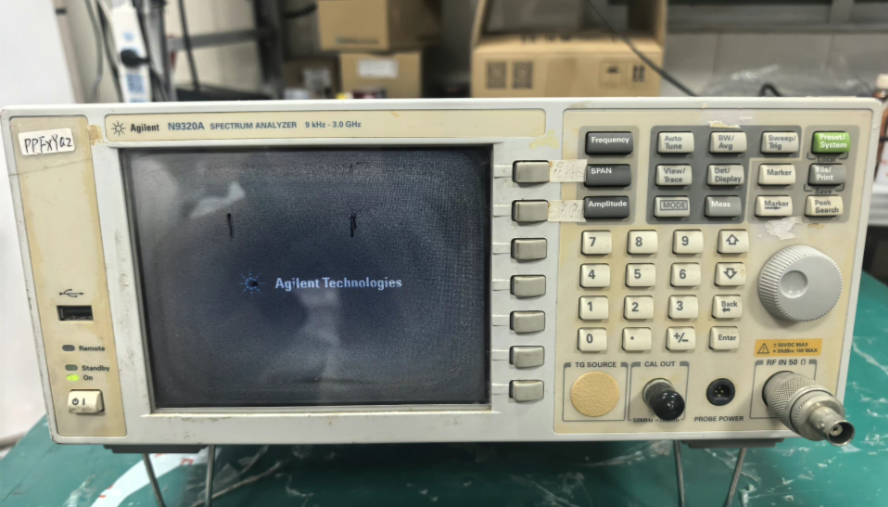 Agilent N9320A SPECTRUM ANALYZER 9 kHz - 3.0 GHz
PPFXYQ2
Agilent Technologies
Remote
Standby
On
Frequency
Auto Tune
BW/ Avg
Sweep/ Trig
Preset/ System
Local
SPAN
View/ Trace
Det/ Display
Marker
File/ Print
Save
Amplitude
MODE
Meas
Marker
Peak Search
7 8 9
4 5 6
1 2 3 Back
0 • +/− Enter
TG SOURCE
CAL OUT
PROBE POWER
RF IN 50 Ω